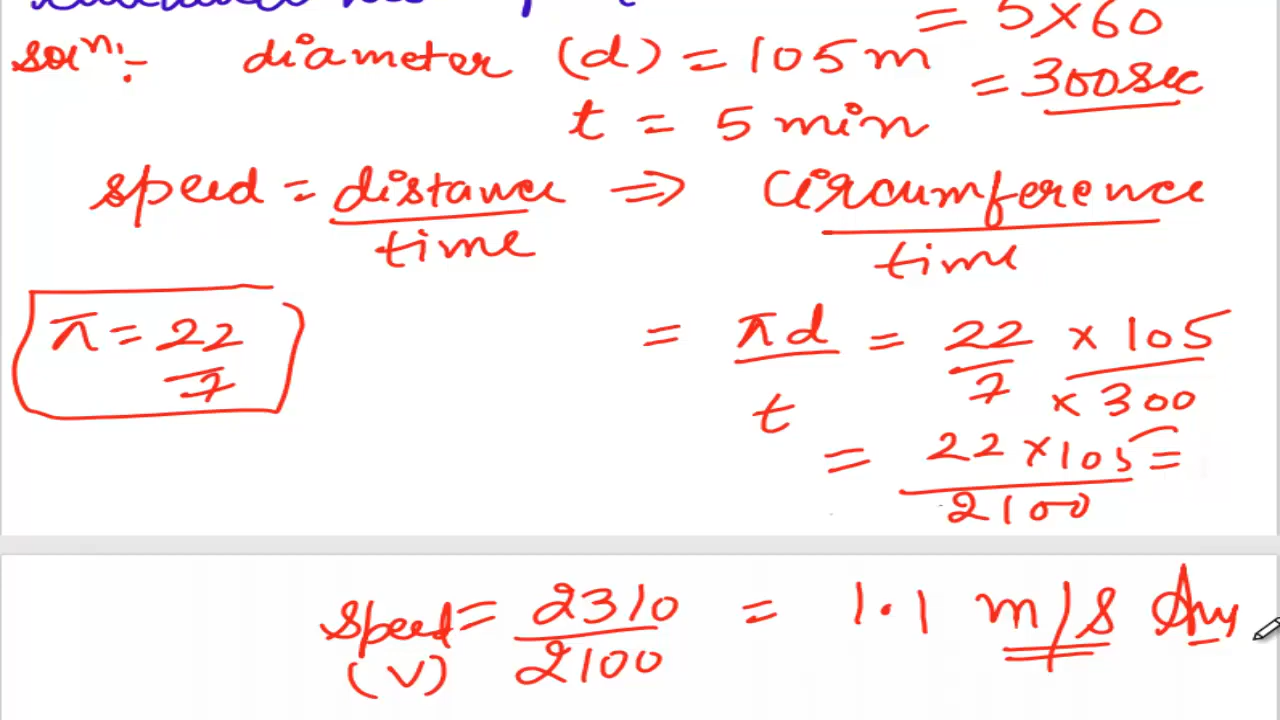 = 5×60
solⁿ:- diameter (d) = 105 m
= 300sec
t = 5 min
speed = distance/time ⇒ circumference/time
π = 22/7
= πd/t = 22/7 × 105/×300
= 22×105/2100 =
speed (v) = 2310/2100 = 1.1 m/s Ans